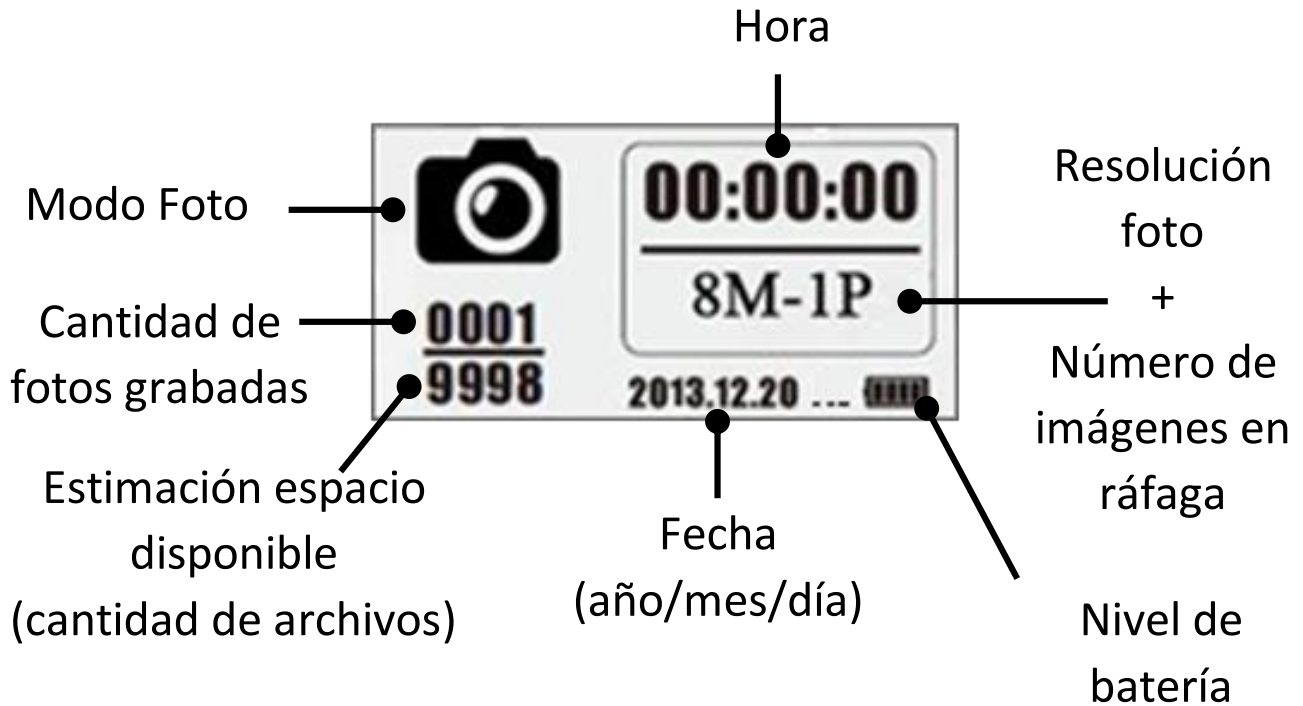 Hora
00:00:00
Resolución
foto
+
Número de
imágenes en
ráfaga
8M-1P
Modo Foto
Cantidad de
fotos grabadas
0001
9998
2013.12.20 ...
Estimación espacio
disponible
(cantidad de archivos)
Fecha
(año/mes/día)
Nivel de
batería